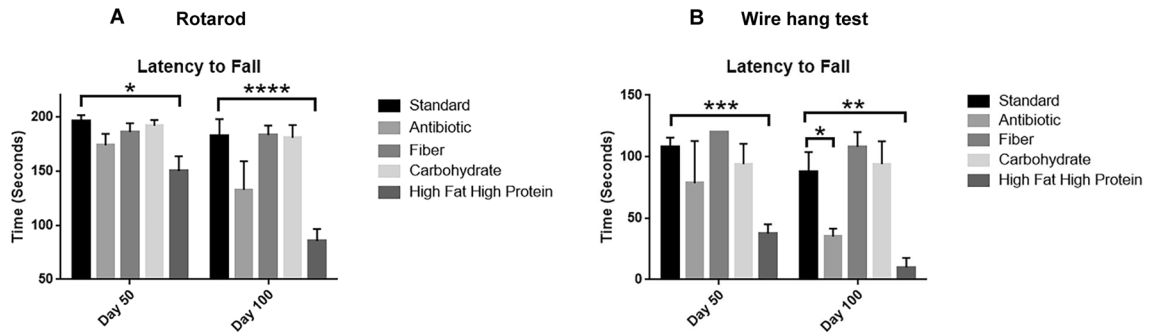 A Rotarod
Latency to Fall
*
****
Time (Seconds)
200
150
100
50
Day 50
Day 100
Standard
Antibiotic
Fiber
Carbohydrate
High Fat High Protein
B Wire hang test
Latency to Fall
***
**
*
Time (Seconds)
150
100
50
0
Day 50
Day 100
Standard
Antibiotic
Fiber
Carbohydrate
High Fat High Protein